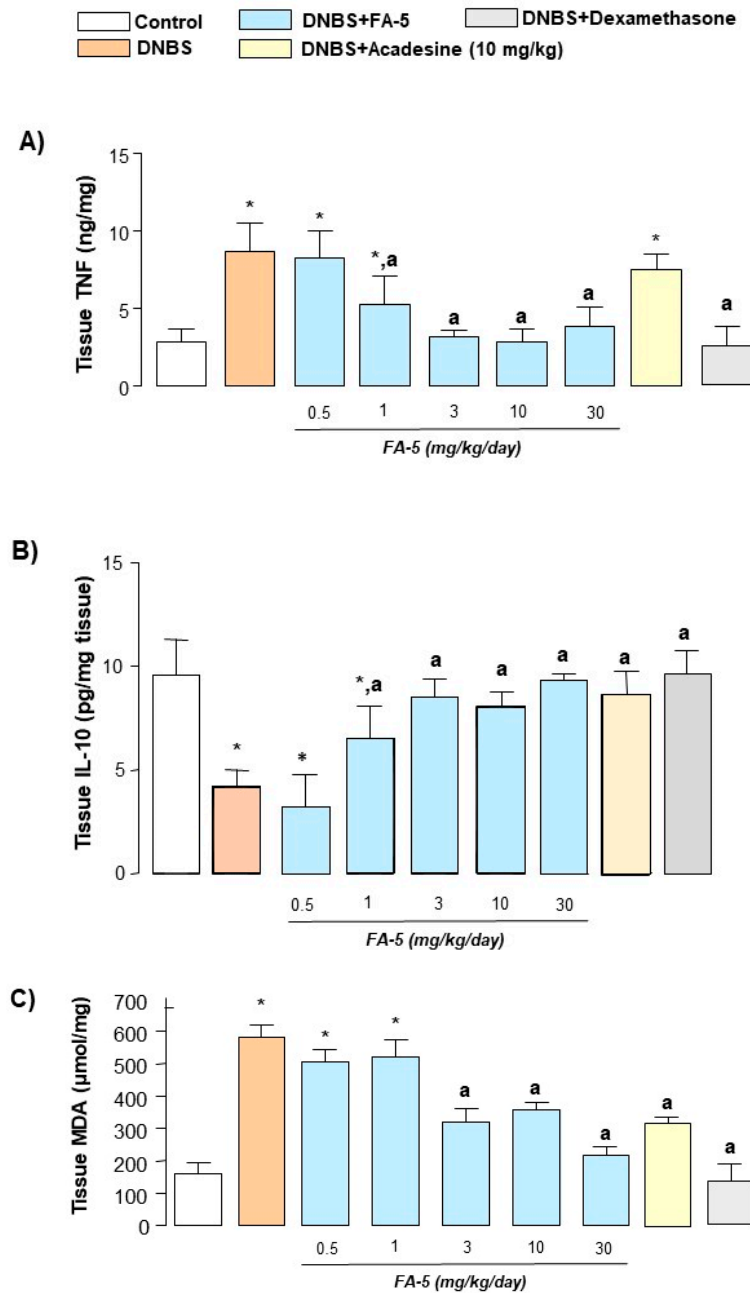 Control
DNBS+FA-5
DNBS+Dexamethasone
DNBS
DNBS+Acadesine (10 mg/kg)
A)
Tissue TNF (ng/mg)
15
10
5
0
*
*
*,a
a
a
a
*
a
0.5 1 3 10 30
FA-5 (mg/kg/day)
B)
Tissue IL-10 (pg/mg tissue)
15
10
5
0
*
*
*,a
a
a
a
a
a
0.5 1 3 10 30
FA-5 (mg/kg/day)
C)
Tissue MDA (µmol/mg)
700
600
500
400
300
200
100
0
*
*
*
a
a
a
a
a
0.5 1 3 10 30
FA-5 (mg/kg/day)